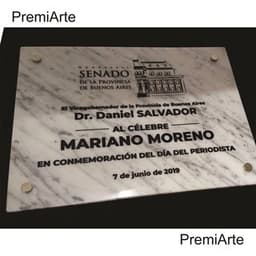 PremiArte
SENADO
DE LA PROVINCIA
DE BUENOS AIRES
El Vicegobernador de la Provincia de Buenos Aires
Dr. Daniel SALVADOR
AL CÉLEBRE
MARIANO MORENO
EN CONMEMORACIÓN DEL DÍA DEL PERIODISTA
7 de junio de 2019
PremiArte